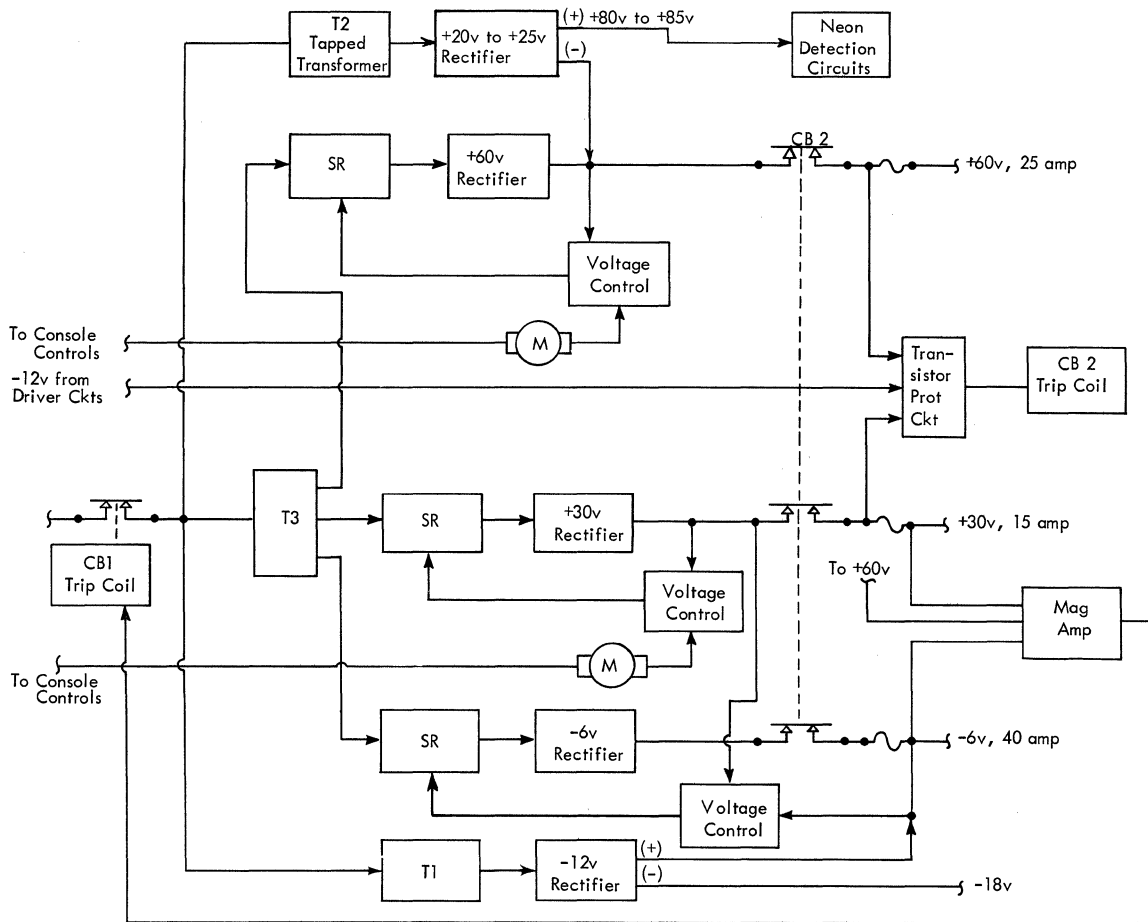 T2
Tapped
Transformer
+20v to +25v
Rectifier
(+) +80v to +85v
(-)
Neon
Detection
Circuits
SR
+60v
Rectifier
CB 2
+60v, 25 amp
Voltage
Control
To Console
Controls
M
-12v from
Driver Ckts
Tran-
sistor
Prot
Ckt
CB 2
Trip Coil
T3
SR
+30v
Rectifier
+30v, 15 amp
CB1
Trip Coil
Voltage
Control
To +60v
Mag
Amp
To Console
Controls
M
SR
-6v
Rectifier
-6v, 40 amp
Voltage
Control
T1
-12v
Rectifier
(+)
(-)
-18v